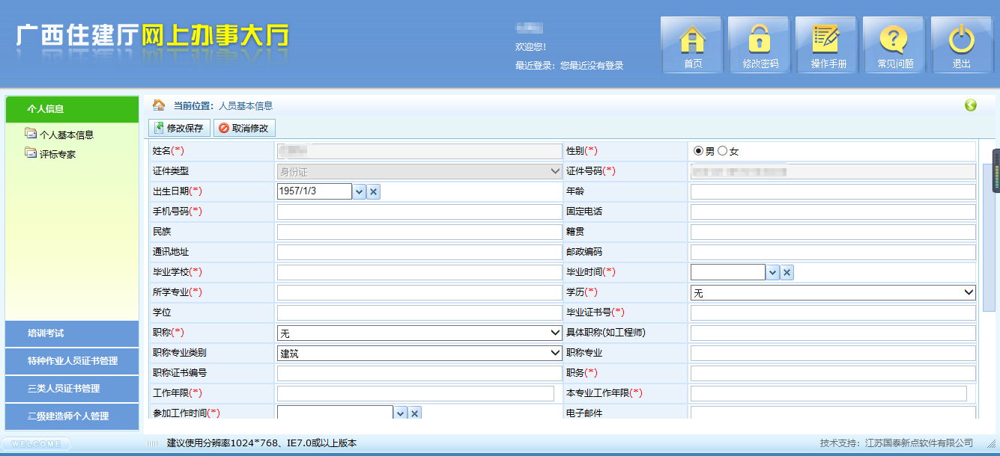 广西住建厅网上办事大厅
欢迎您!
最近登录: 您最近没有登录
首页 修改密码 操作手册 常见问题 退出
个人信息
个人基本信息
评标专家
培训考试
特种作业人员证书管理
三类人员证书管理
二级建造师个人管理
当前位置: 人员基本信息
修改保存 取消修改
姓名(*) 性别(*) 男 女
证件类型 身份证 证件号码(*)
出生日期(*) 1957/1/3 年龄
手机号码(*) 固定电话
民族 籍贯
通讯地址 邮政编码
毕业学校(*) 毕业时间(*)
所学专业(*) 学历(*) 无
学位 毕业证书号(*)
职称(*) 无 具体职称(如工程师)
职称专业类别 建筑 职称专业
职称证书编号 职务(*)
工作年限(*) 本专业工作年限(*)
参加工作时间(*) 电子邮件
WELCOME 建议使用分辨率1024*768、IE7.0或以上版本 技术支持: 江苏国泰新点软件有限公司